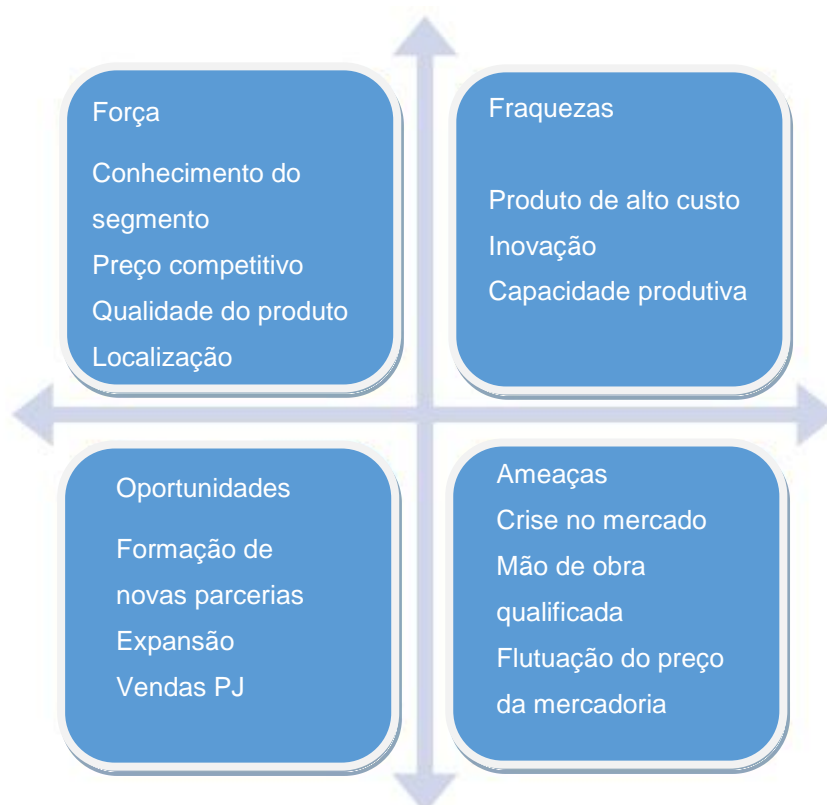 Força
Conhecimento do
segmento
Preço competitivo
Qualidade do produto
Localização
Fraquezas
Produto de alto custo
Inovação
Capacidade produtiva
Oportunidades
Formação de
novas parcerias
Expansão
Vendas PJ
Ameaças
Crise no mercado
Mão de obra
qualificada
Flutuação do preço
da mercadoria